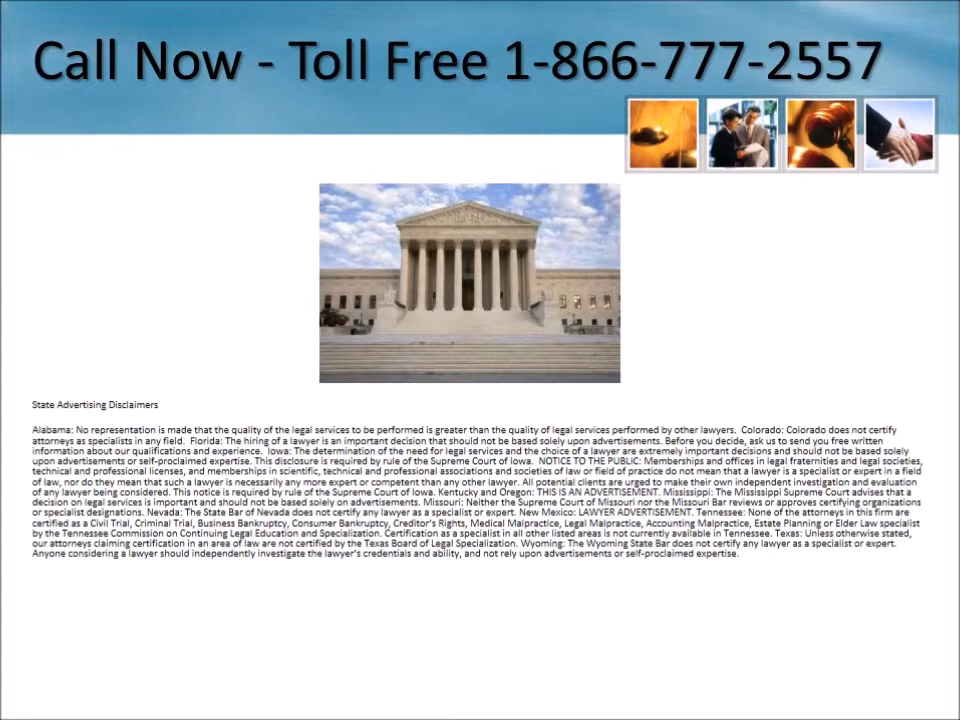 Call Now - Toll Free 1-866-777-2557
State Advertising Disclaimers
Alabama: No representation is made that the quality of the legal services to be performed is greater than the quality of legal services performed by other lawyers.  Colorado: Colorado does not certify
attorneys as specialists in any field.  Florida: The hiring of a lawyer is an important decision that should not be based solely upon advertisements. Before you decide, ask us to send you free written
information about our qualifications and experience.  Iowa: The determination of the need for legal services and the choice of a lawyer are extremely important decisions and should not be based solely
upon advertisements or self-proclaimed expertise. This disclosure is required by rule of the Supreme Court of Iowa.  NOTICE TO THE PUBLIC: Memberships and offices in legal fraternities and legal societies,
technical and professional licenses, and memberships in scientific, technical and professional associations and societies of law or field of practice do not mean that a lawyer is a specialist or expert in a field
of law, nor do they mean that such a lawyer is necessarily any more expert or competent than any other lawyer. All potential clients are urged to make their own independent investigation and evaluation
of any lawyer being considered. This notice is required by rule of the Supreme Court of Iowa. Kentucky and Oregon: THIS IS AN ADVERTISEMENT. Mississippi: The Mississippi Supreme Court advises that a
decision on legal services is important and should not be based solely on advertisements. Missouri: Neither the Supreme Court of Missouri nor the Missouri Bar reviews or approves certifying organizations
or specialist designations. Nevada: The State Bar of Nevada does not certify any lawyer as a specialist or expert. New Mexico: LAWYER ADVERTISEMENT. Tennessee: None of the attorneys in this firm are
certified as a Civil Trial, Criminal Trial, Business Bankruptcy, Consumer Bankruptcy, Creditor's Rights, Medical Malpractice, Legal Malpractice, Accounting Malpractice, Estate Planning or Elder Law specialist
by the Tennessee Commission on Continuing Legal Education and Specialization. Certification as a specialist in all other listed areas is not currently available in Tennessee. Texas: Unless otherwise stated,
our attorneys claiming certification in an area of law are not certified by the Texas Board of Legal Specialization. Wyoming: The Wyoming State Bar does not certify any lawyer as a specialist or expert.
Anyone considering a lawyer should independently investigate the lawyer's credentials and ability, and not rely upon advertisements or self-proclaimed expertise.